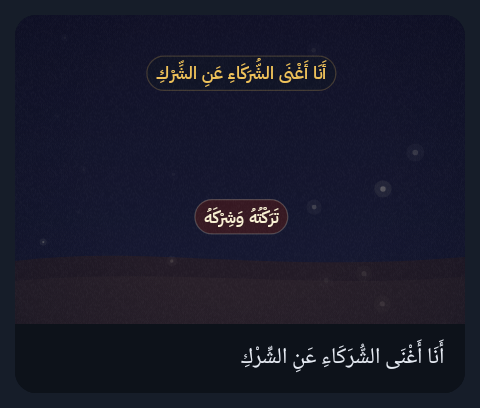 أَنَا أَغْنَى الشُّرَكَاءِ عَنِ الشِّرْكِ
تَرَكْتُهُ وَشِرْكَهُ
أَنَا أَغْنَى الشُّرَكَاءِ عَنِ الشِّرْكِ